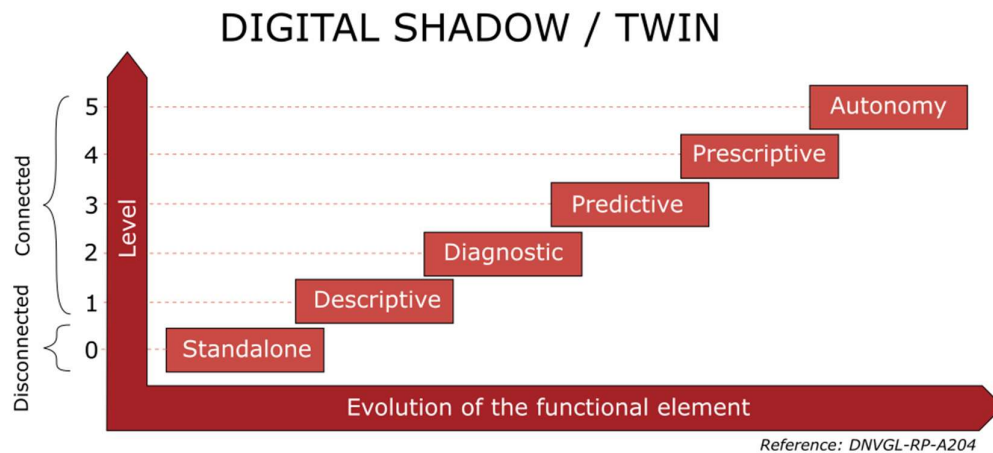 DIGITAL SHADOW / TWIN
5
Autonomy
4
Prescriptive
Connected
3
Predictive
Level
2
Diagnostic
1
Descriptive
Disconnected
0
Standalone
Evolution of the functional element
Reference: DNVGL-RP-A204